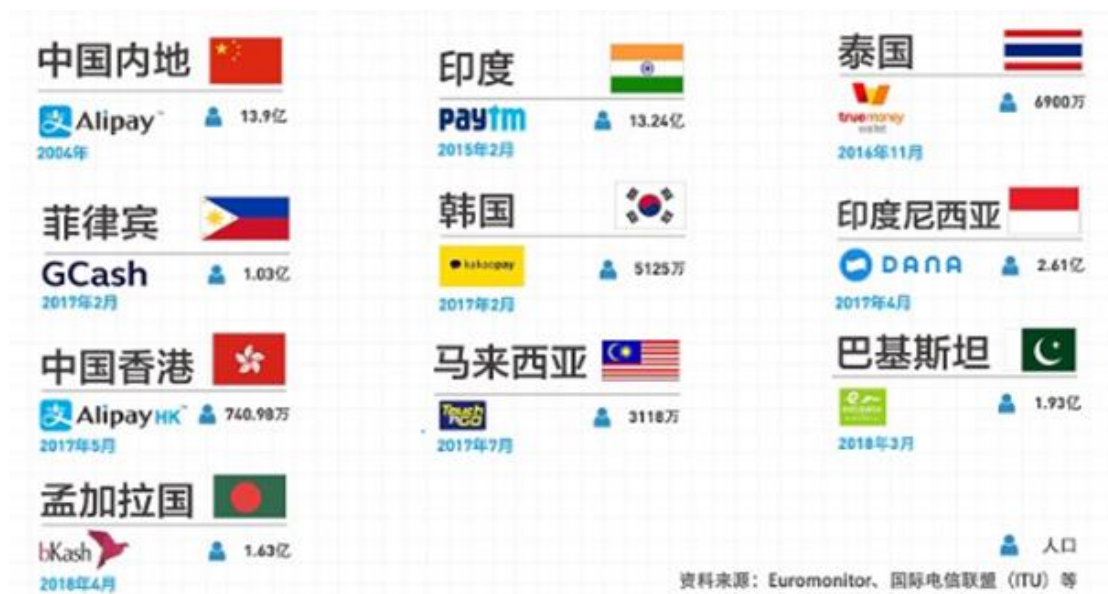 中国内地
Alipay
13.9亿
2004年
印度
paytm
13.24亿
2015年2月
泰国
truemoney
wallet
6900万
2016年11月
菲律宾
GCash
1.03亿
2017年2月
韩国
kakaopay
5125万
2017年2月
印度尼西亚
DANA
2.61亿
2017年4月
中国香港
Alipay HK
740.98万
2017年5月
马来西亚
Touch
nGO
3118万
2017年7月
巴基斯坦
1.93亿
2018年3月
孟加拉国
bKash
1.63亿
2018年4月
人口
资料来源：Euromonitor、国际电信联盟（ITU）等